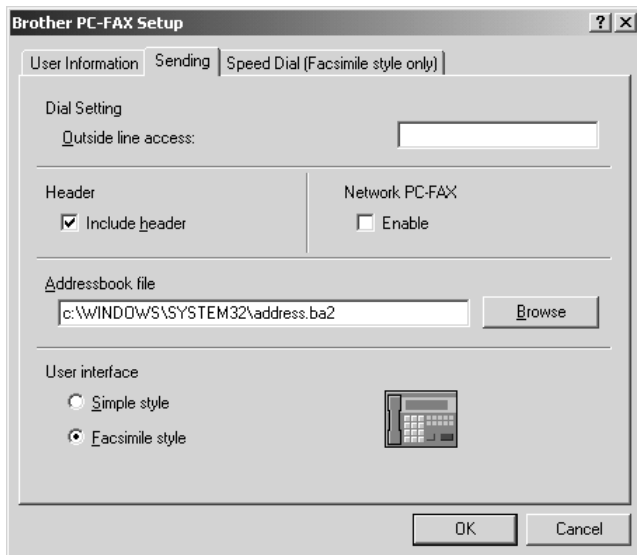 Brother PC-FAX Setup
User Information Sending Speed Dial (Facsimile style only)
Dial Setting
Outside line access:
Header Network PC-FAX
Include header Enable
Addressbook file
c:\WINDOWS\SYSTEM32\address.ba2 Browse
User interface
Simple style
Facsimile style
OK Cancel